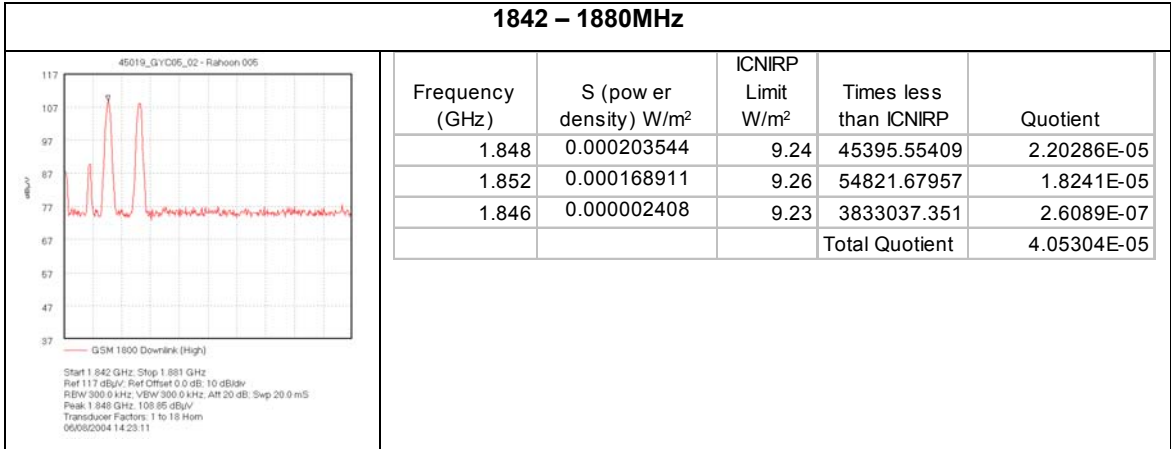 1842 – 1880MHz
45019_GYC05_02 - Rahoon 005
117
107
97
87
77
67
57
47
37
dBµV
GSM 1800 Downlink (High)
Start 1.842 GHz; Stop 1.881 GHz
Ref 117 dBµV; Ref Offset 0.0 dB; 10 dB/div
RBW 300.0 kHz; VBW 300.0 kHz; Att 20 dB; Swp 20.0 mS
Peak 1.848 GHz, 108.85 dBµV
Transducer Factors: 1 to 18 Horn
06/08/2004 14:23:11
Frequency (GHz) S (pow er density) W/m² ICNIRP Limit W/m² Times less than ICNIRP Quotient
1.848 0.000203544 9.24 45395.55409 2.20286E-05
1.852 0.000168911 9.26 54821.67957 1.8241E-05
1.846 0.000002408 9.23 3833037.351 2.6089E-07
Total Quotient 4.05304E-05